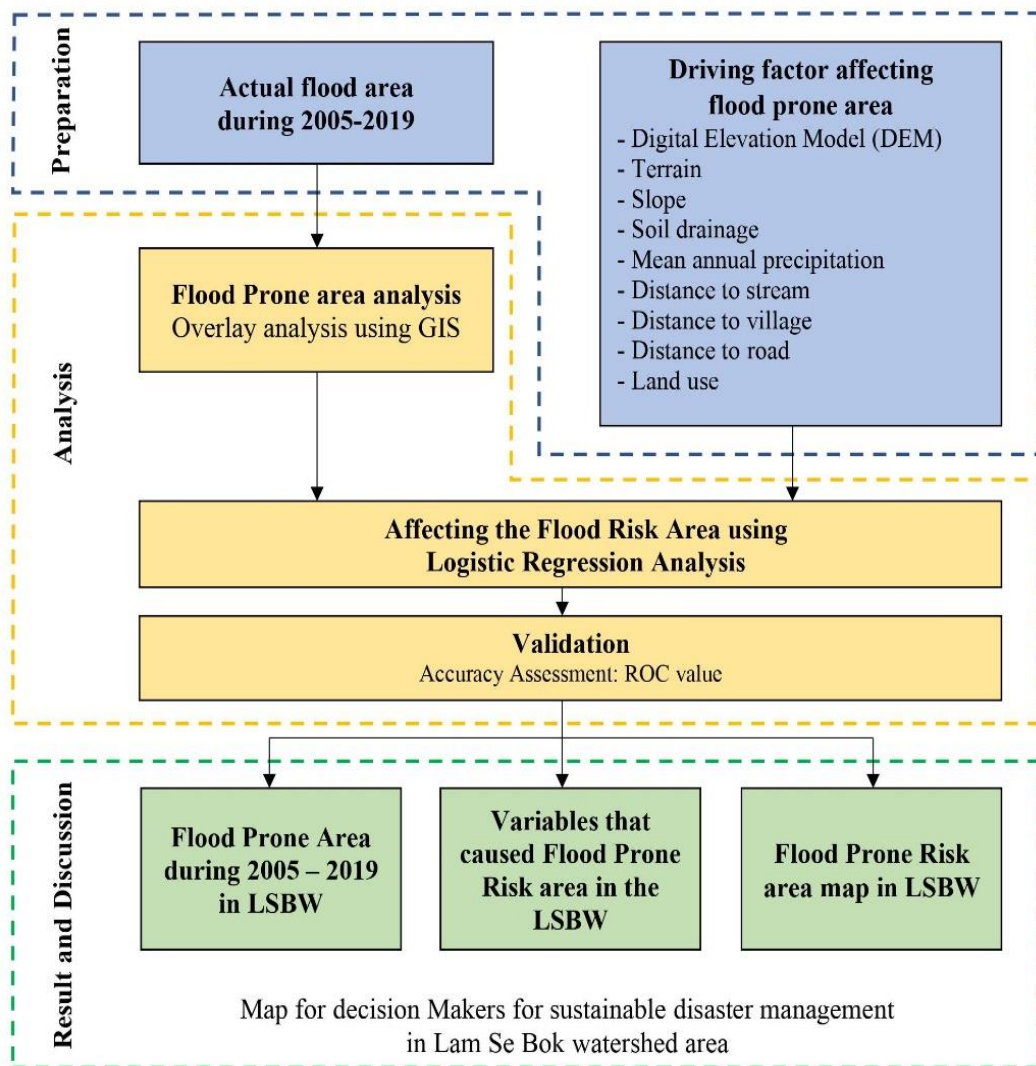 Preparation
Actual flood area
during 2005-2019
Driving factor affecting
flood prone area
- Digital Elevation Model (DEM)
- Terrain
- Slope
- Soil drainage
- Mean annual precipitation
- Distance to stream
- Distance to village
- Distance to road
- Land use
Analysis
Flood Prone area analysis
Overlay analysis using GIS
Affecting the Flood Risk Area using
Logistic Regression Analysis
Validation
Accuracy Assessment: ROC value
Result and Discussion
Flood Prone Area
during 2005 – 2019
in LSBW
Variables that
caused Flood Prone
Risk area in the
LSBW
Flood Prone Risk
area map in LSBW
Map for decision Makers for sustainable disaster management
in Lam Se Bok watershed area